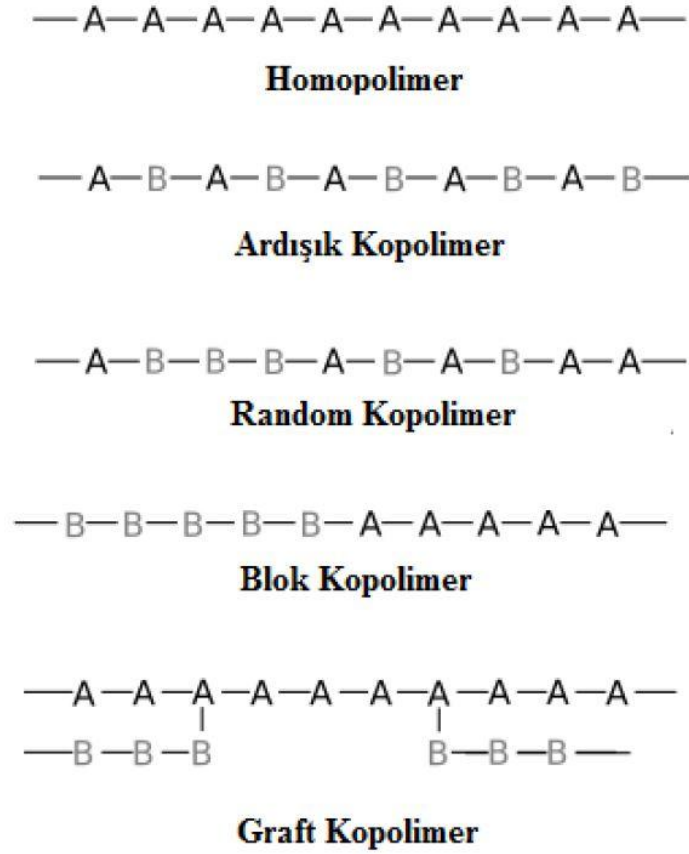 —A—A—A—A—A—A—A—A—A—A—
Homopolimer
—A—B—A—B—A—B—A—B—A—B—
Ardışık Kopolimer
—A—B—B—B—A—B—A—B—A—A—
Random Kopolimer
—B—B—B—B—B—A—A—A—A—A—
Blok Kopolimer
—A—A—A—A—A—A—A—A—A—A—
—B—B—B B—B—B—
Graft Kopolimer